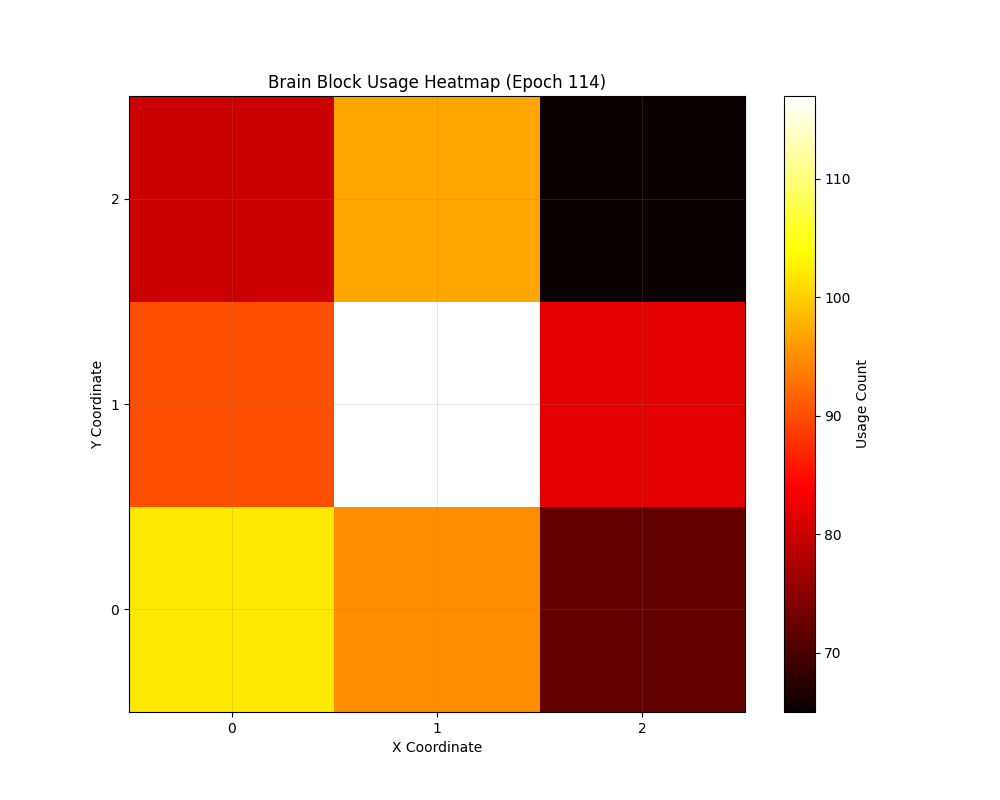 Brain Block Usage Heatmap (Epoch 114)
2
1
0
Y Coordinate
0 1 2
X Coordinate
110
100
90
80
70
Usage Count